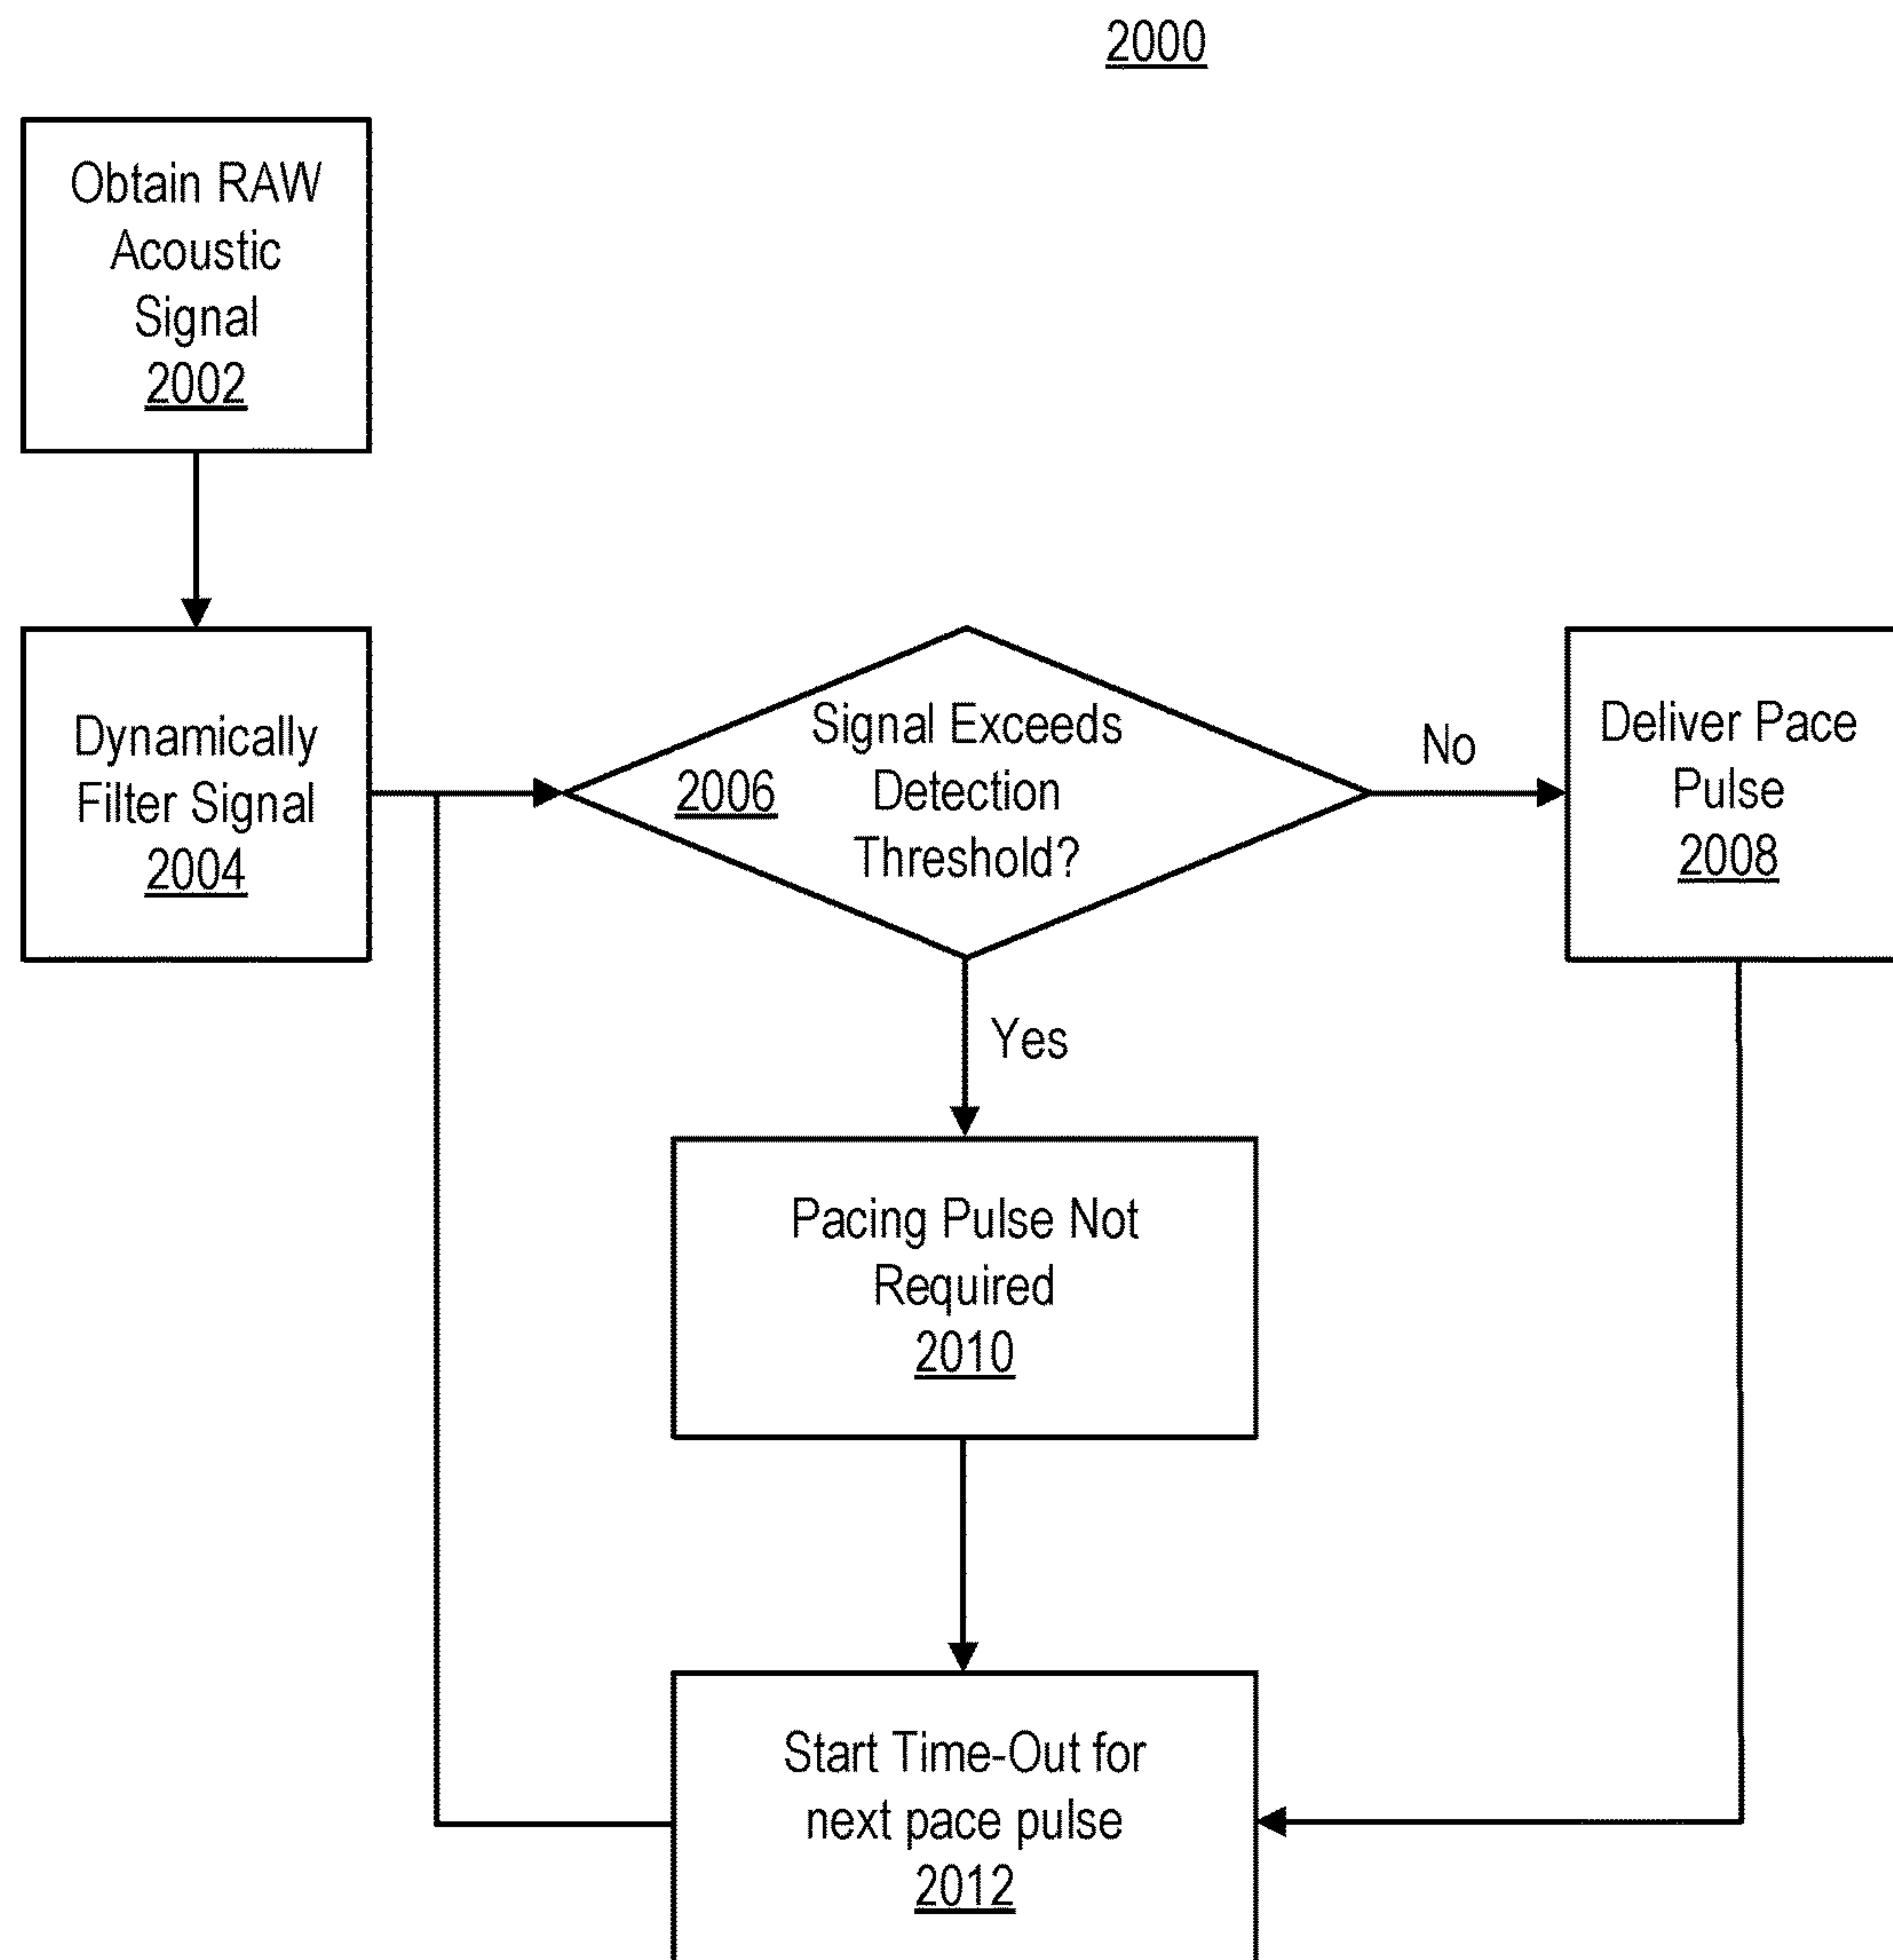 2000
Obtain RAW
Acoustic
Signal
2002
Dynamically
Filter Signal
2004
Signal Exceeds
2006 Detection
Threshold?
No
Deliver Pace
Pulse
2008
Yes
Pacing Pulse Not
Required
2010
Start Time-Out for
next pace pulse
2012